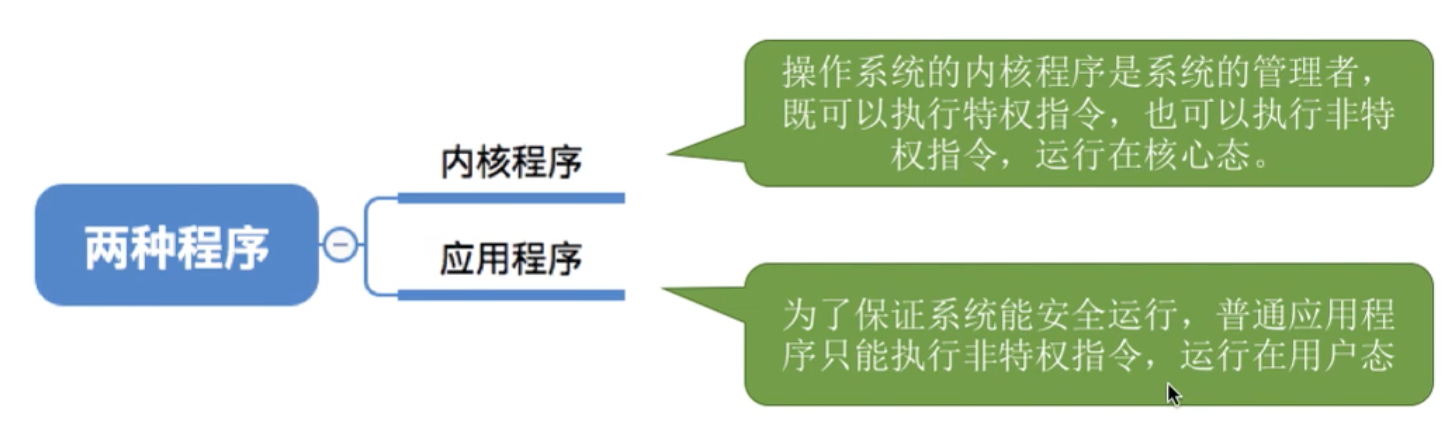 两种程序
内核程序
应用程序
操作系统的内核程序是系统的管理者，
既可以执行特权指令，也可以执行非特
权指令，运行在核心态。
为了保证系统能安全运行，普通应用程
序只能执行非特权指令，运行在用户态